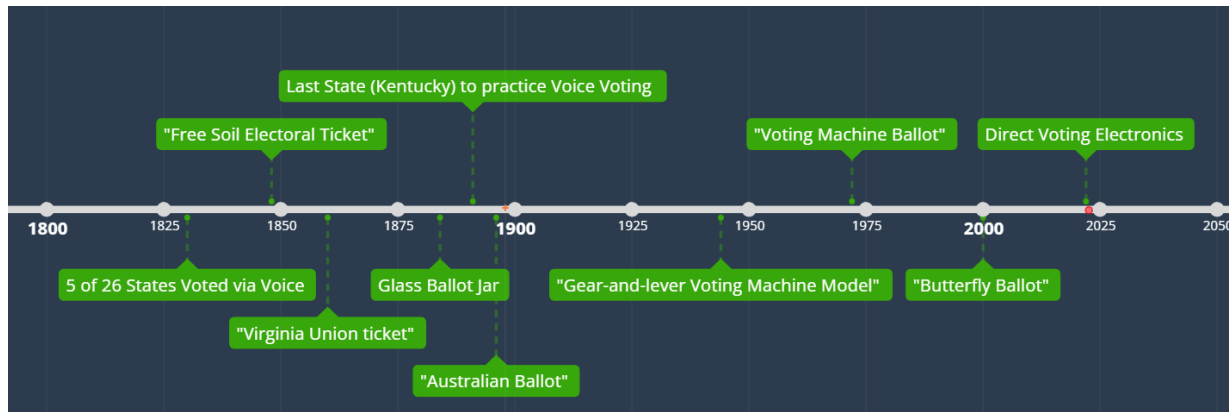 Last State (Kentucky) to practice Voice Voting
"Free Soil Electoral Ticket"
"Voting Machine Ballot"
Direct Voting Electronics
1800
1825
1850
1875
1900
1925
1950
1975
2000
2025
2050
5 of 26 States Voted via Voice
Glass Ballot Jar
"Gear-and-lever Voting Machine Model"
"Butterfly Ballot"
"Virginia Union ticket"
"Australian Ballot"